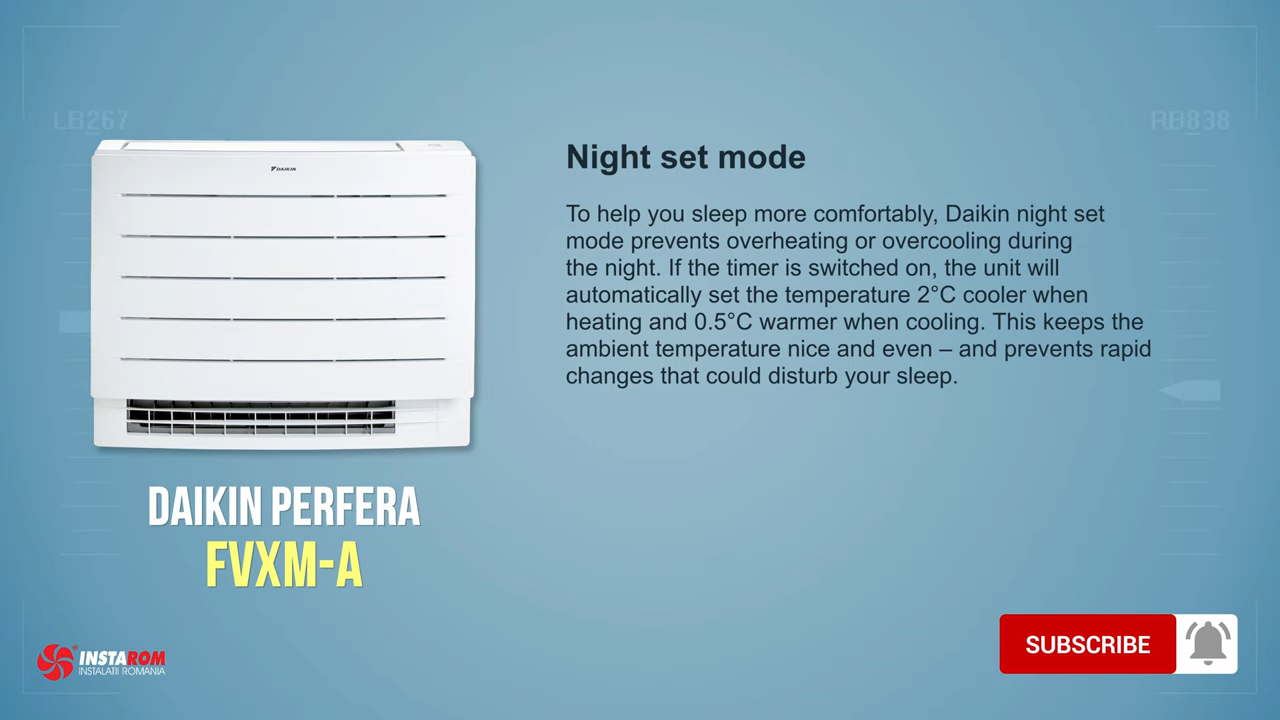 LB267
RB838
DAIKIN
Night set mode
To help you sleep more comfortably, Daikin night set
mode prevents overheating or overcooling during
the night. If the timer is switched on, the unit will
automatically set the temperature 2°C cooler when
heating and 0.5°C warmer when cooling. This keeps the
ambient temperature nice and even – and prevents rapid
changes that could disturb your sleep.
DAIKIN PERFERA
FVXM-A
INSTAROM
INSTALATII ROMANIA
SUBSCRIBE